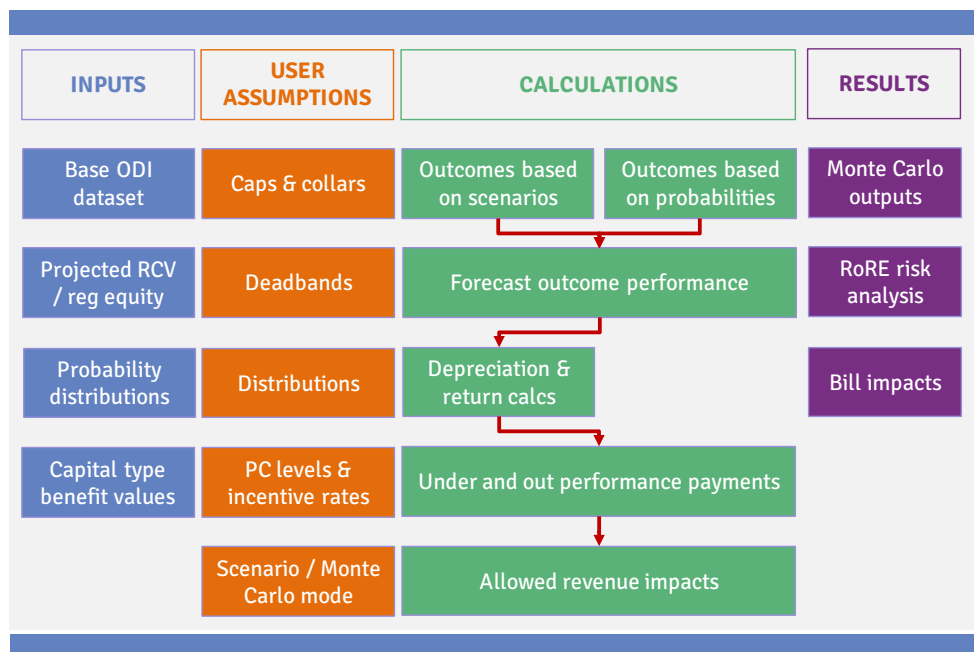 INPUTS
USER
ASSUMPTIONS
CALCULATIONS
RESULTS
Base ODI
dataset
Caps & collars
Outcomes based
on scenarios
Outcomes based
on probabilities
Monte Carlo
outputs
Projected RCV
/ reg equity
Deadbands
Forecast outcome performance
RoRE risk
analysis
Probability
distributions
Distributions
Depreciation &
return calcs
Bill impacts
Capital type
benefit values
PC levels &
incentive rates
Under and out performance payments
Scenario / Monte
Carlo mode
Allowed revenue impacts